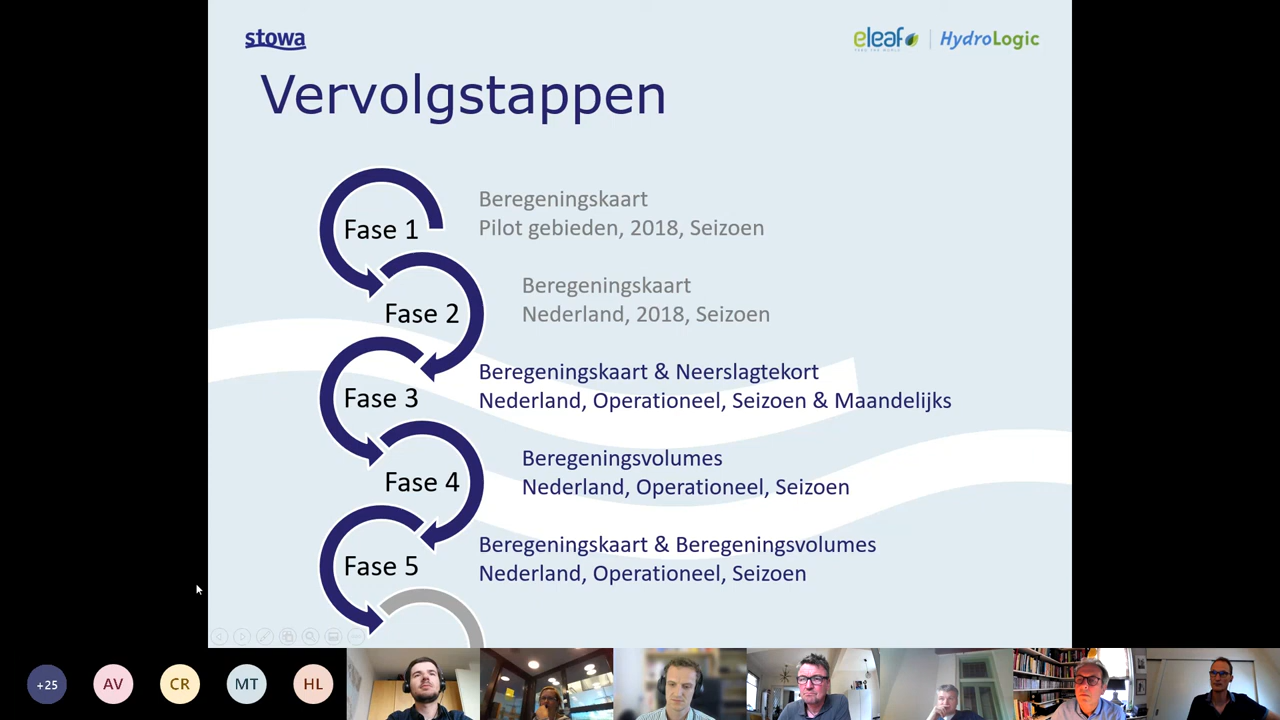 stowa
eleaf
HydroLogic
Vervolgstappen
Fase 1
Beregeningskaart
Pilot gebieden, 2018, Seizoen
Fase 2
Beregeningskaart
Nederland, 2018, Seizoen
Fase 3
Beregeningskaart & Neerslagtekort
Nederland, Operationeel, Seizoen & Maandelijks
Fase 4
Beregeningsvolumes
Nederland, Operationeel, Seizoen
Fase 5
Beregeningskaart & Beregeningsvolumes
Nederland, Operationeel, Seizoen
+25
AV
CR
MT
HL